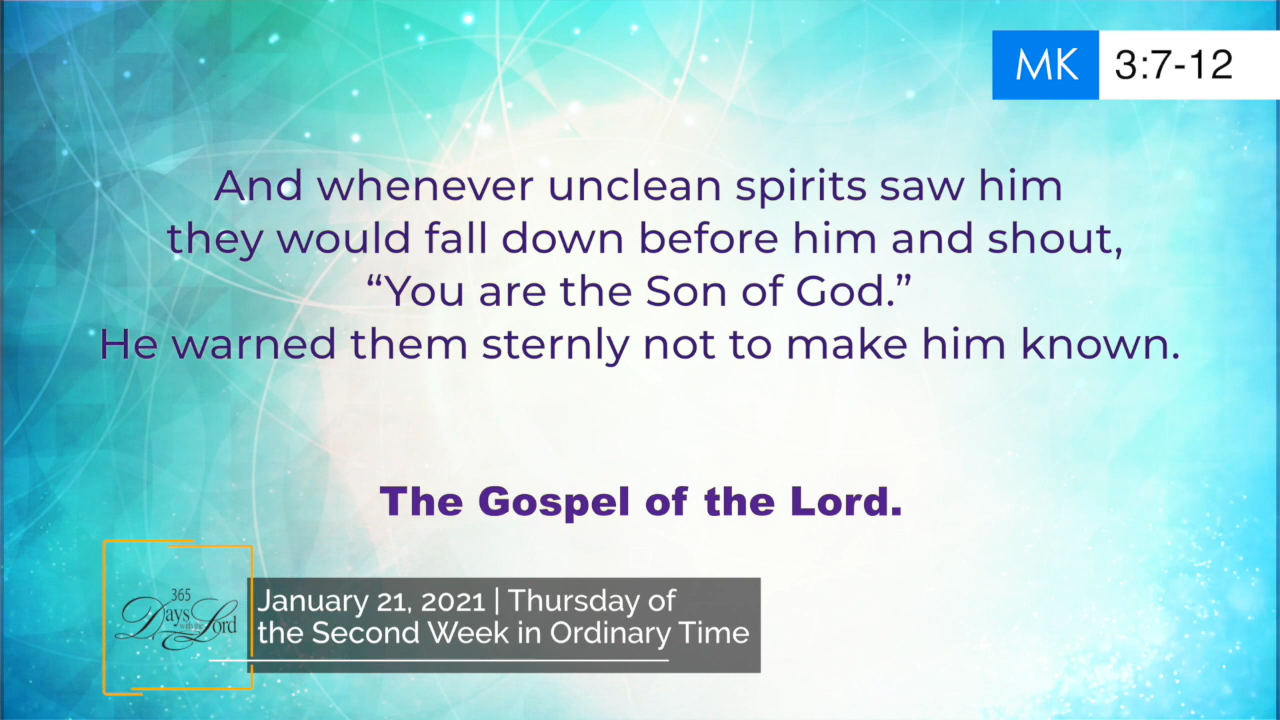 MK 3:7-12
And whenever unclean spirits saw him
they would fall down before him and shout,
“You are the Son of God.”
He warned them sternly not to make him known.
The Gospel of the Lord.
365
Days with the Lord
January 21, 2021 | Thursday of
the Second Week in Ordinary Time